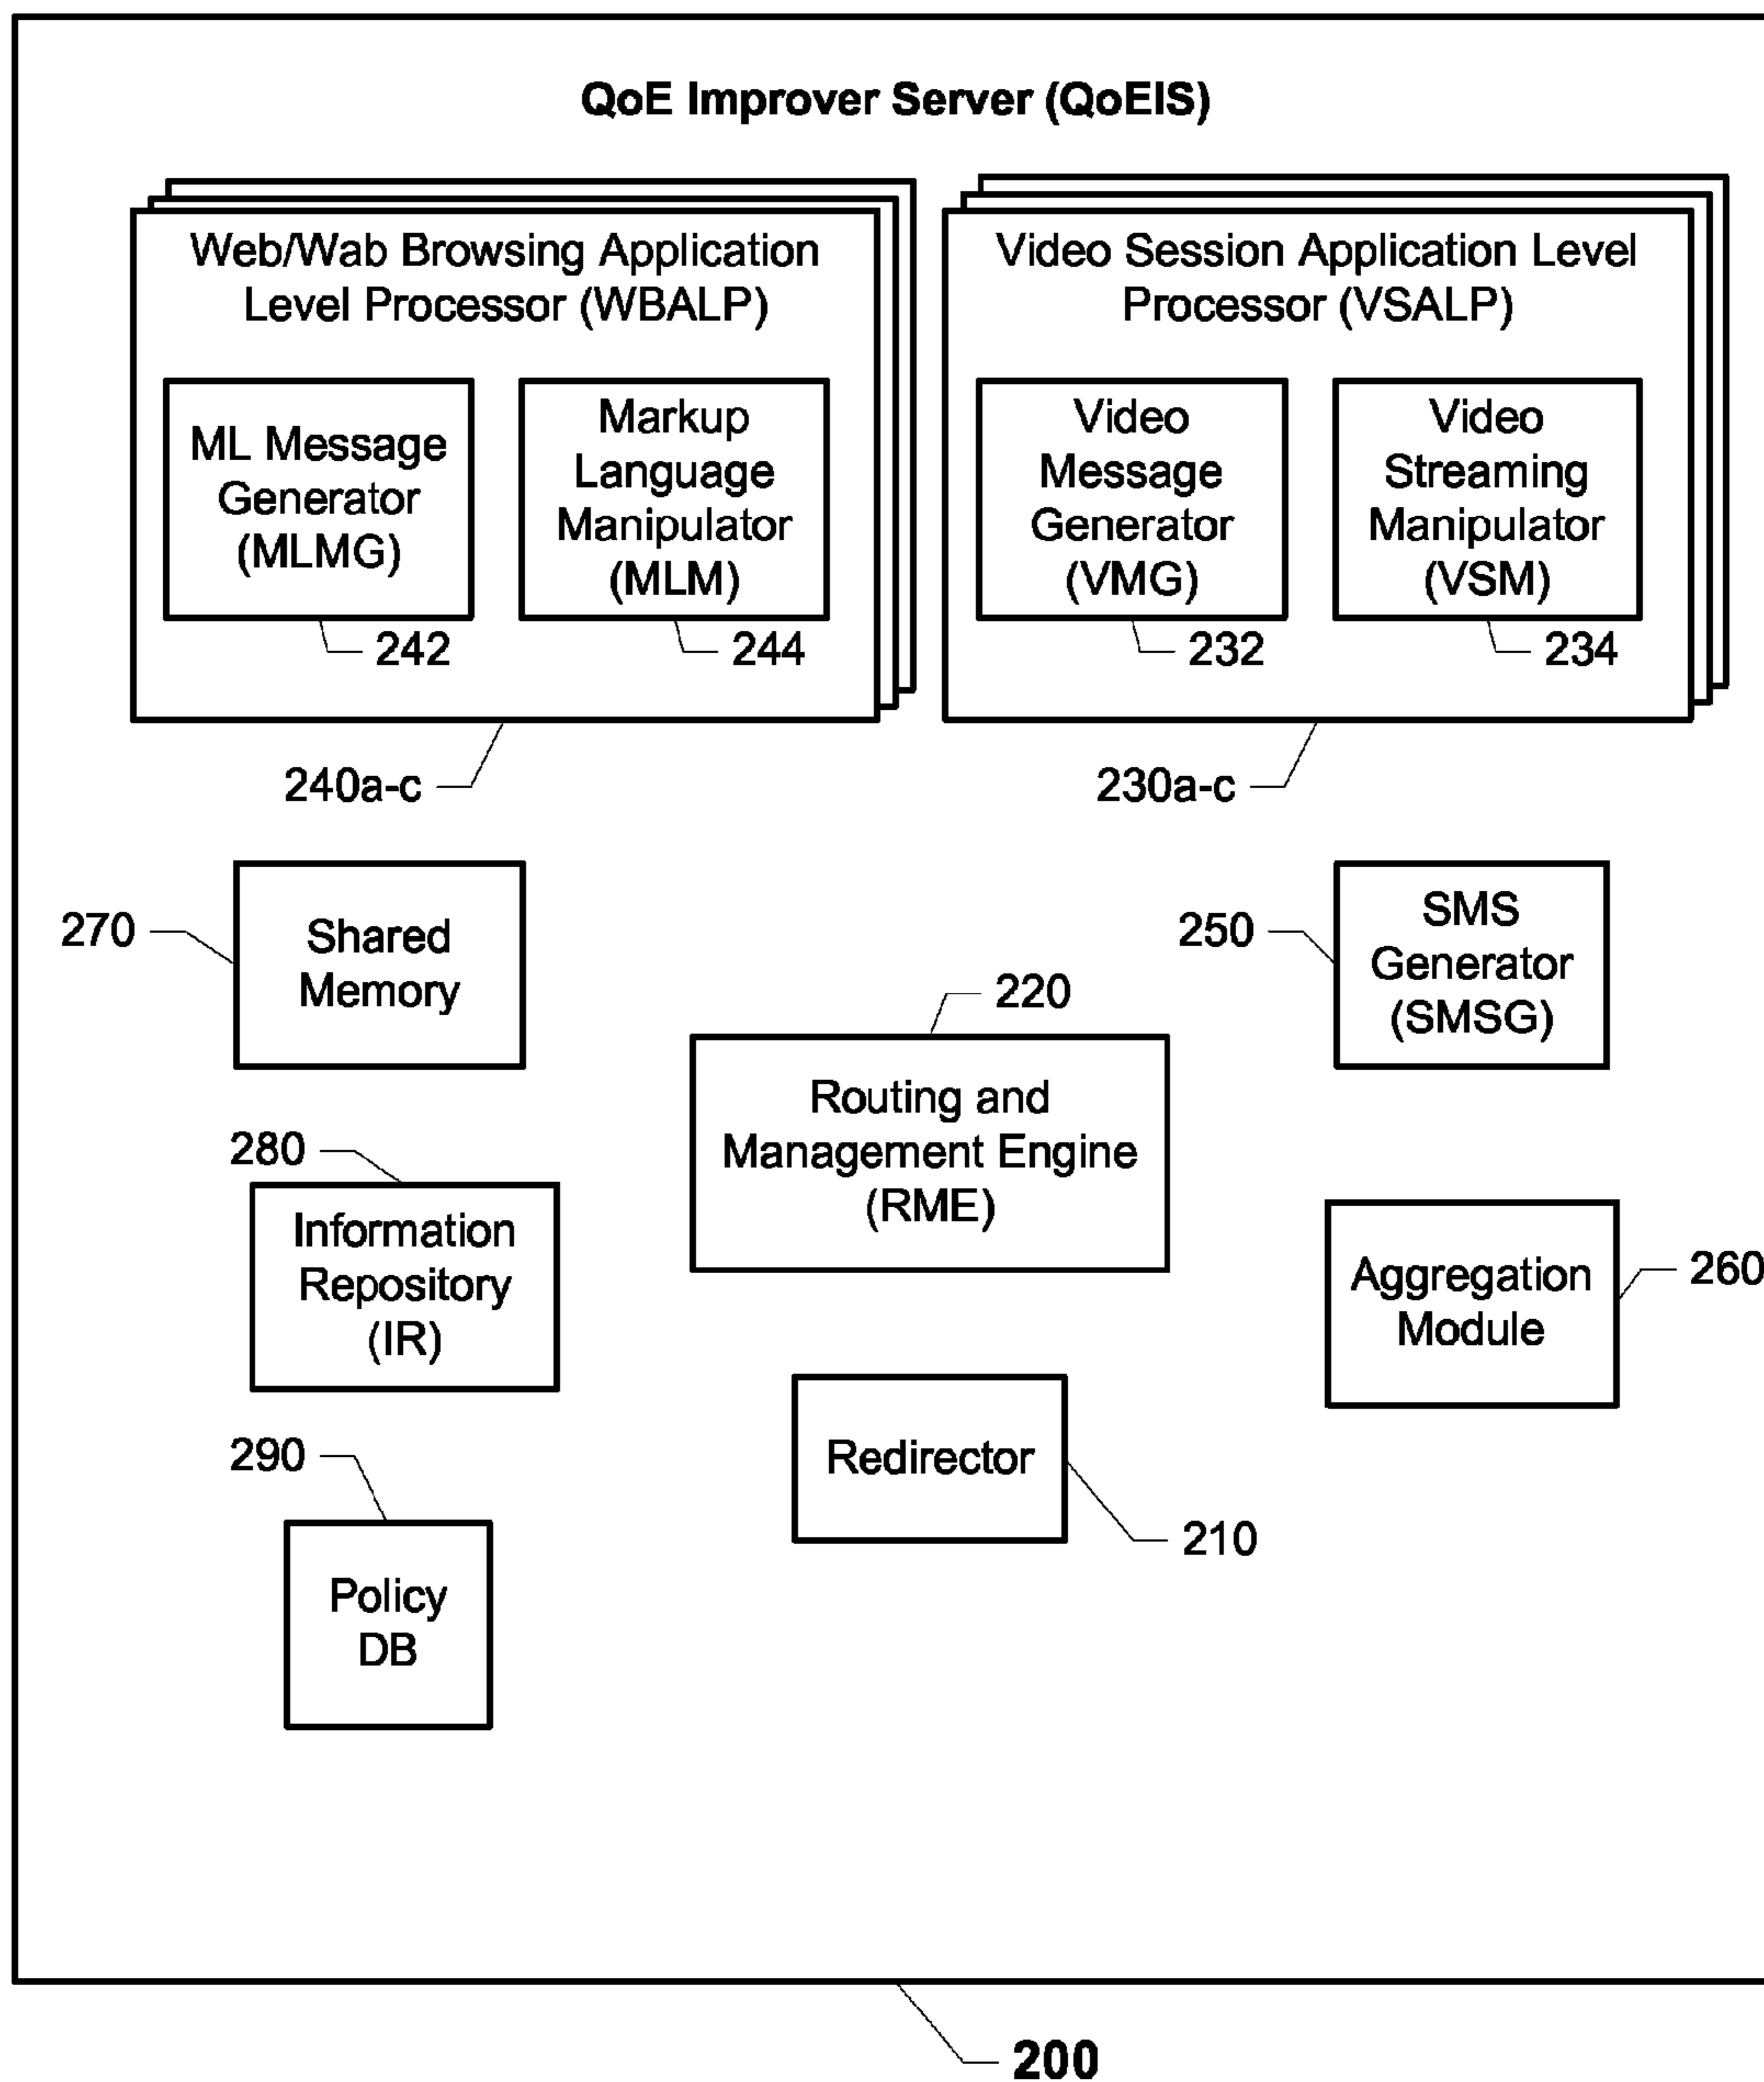 QoE Improver Server (QoEIS)
Web/Wab Browsing Application
Level Processor (WBALP)
ML Message
Generator
(MLMG)
242
Markup
Language
Manipulator
(MLM)
244
240a-c
Video Session Application Level
Processor (VSALP)
Video
Message
Generator
(VMG)
232
Video
Streaming
Manipulator
(VSM)
234
230a-c
270
Shared
Memory
250
SMS
Generator
(SMSG)
220
Routing and
Management Engine
(RME)
280
Information
Repository
(IR)
Aggregation
Module
260
Redirector
210
290
Policy
DB
200